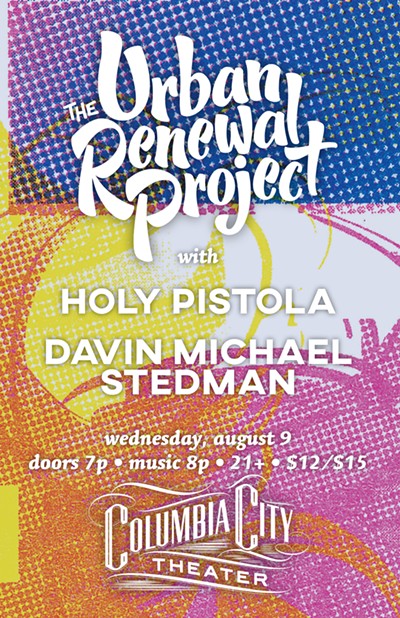 THE Urban
Renewal
Project
with
HOLY PISTOLA
DAVIN MICHAEL
STEDMAN
wednesday, august 9
doors 7p • music 8p • 21+ • $12/$15
COLUMBIA CITY
THEATER